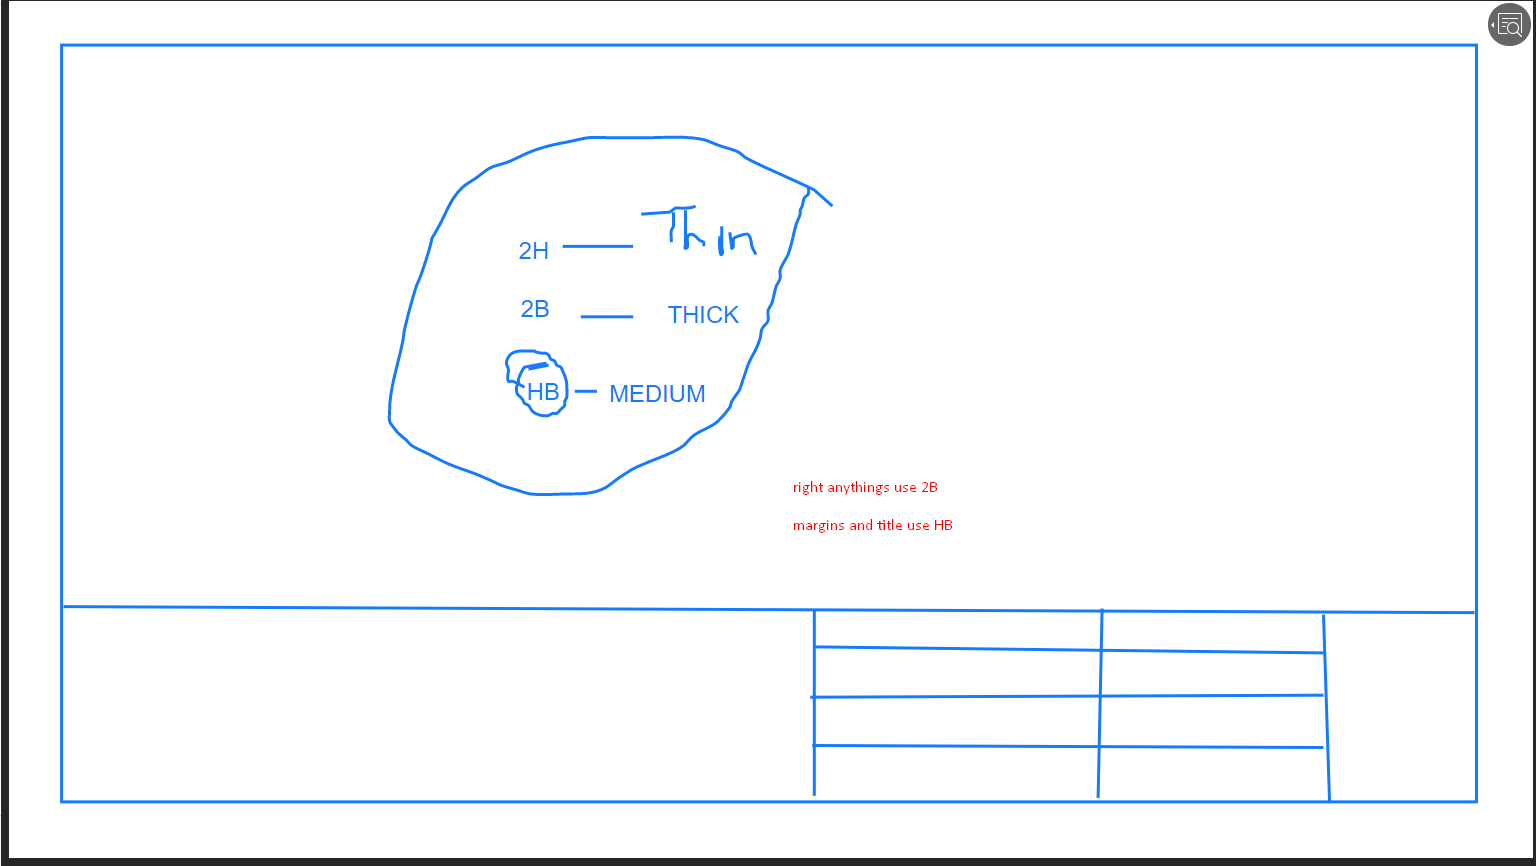 2H — Thin
2B — THICK
HB — MEDIUM
right anythings use 2B
margins and title use HB